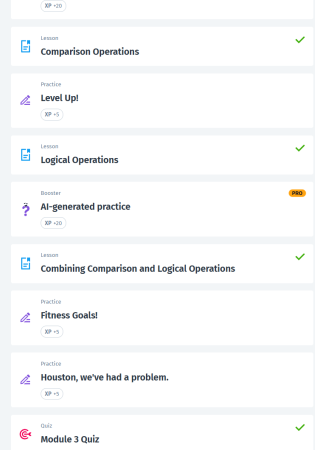 XP +20
Lesson
Comparison Operations
Practice
Level Up!
XP +5
Lesson
Logical Operations
Booster
PRO
AI-generated practice
XP +20
Lesson
Combining Comparison and Logical Operations
Practice
Fitness Goals!
XP +5
Practice
Houston, we've had a problem.
XP +5
Quiz
Module 3 Quiz